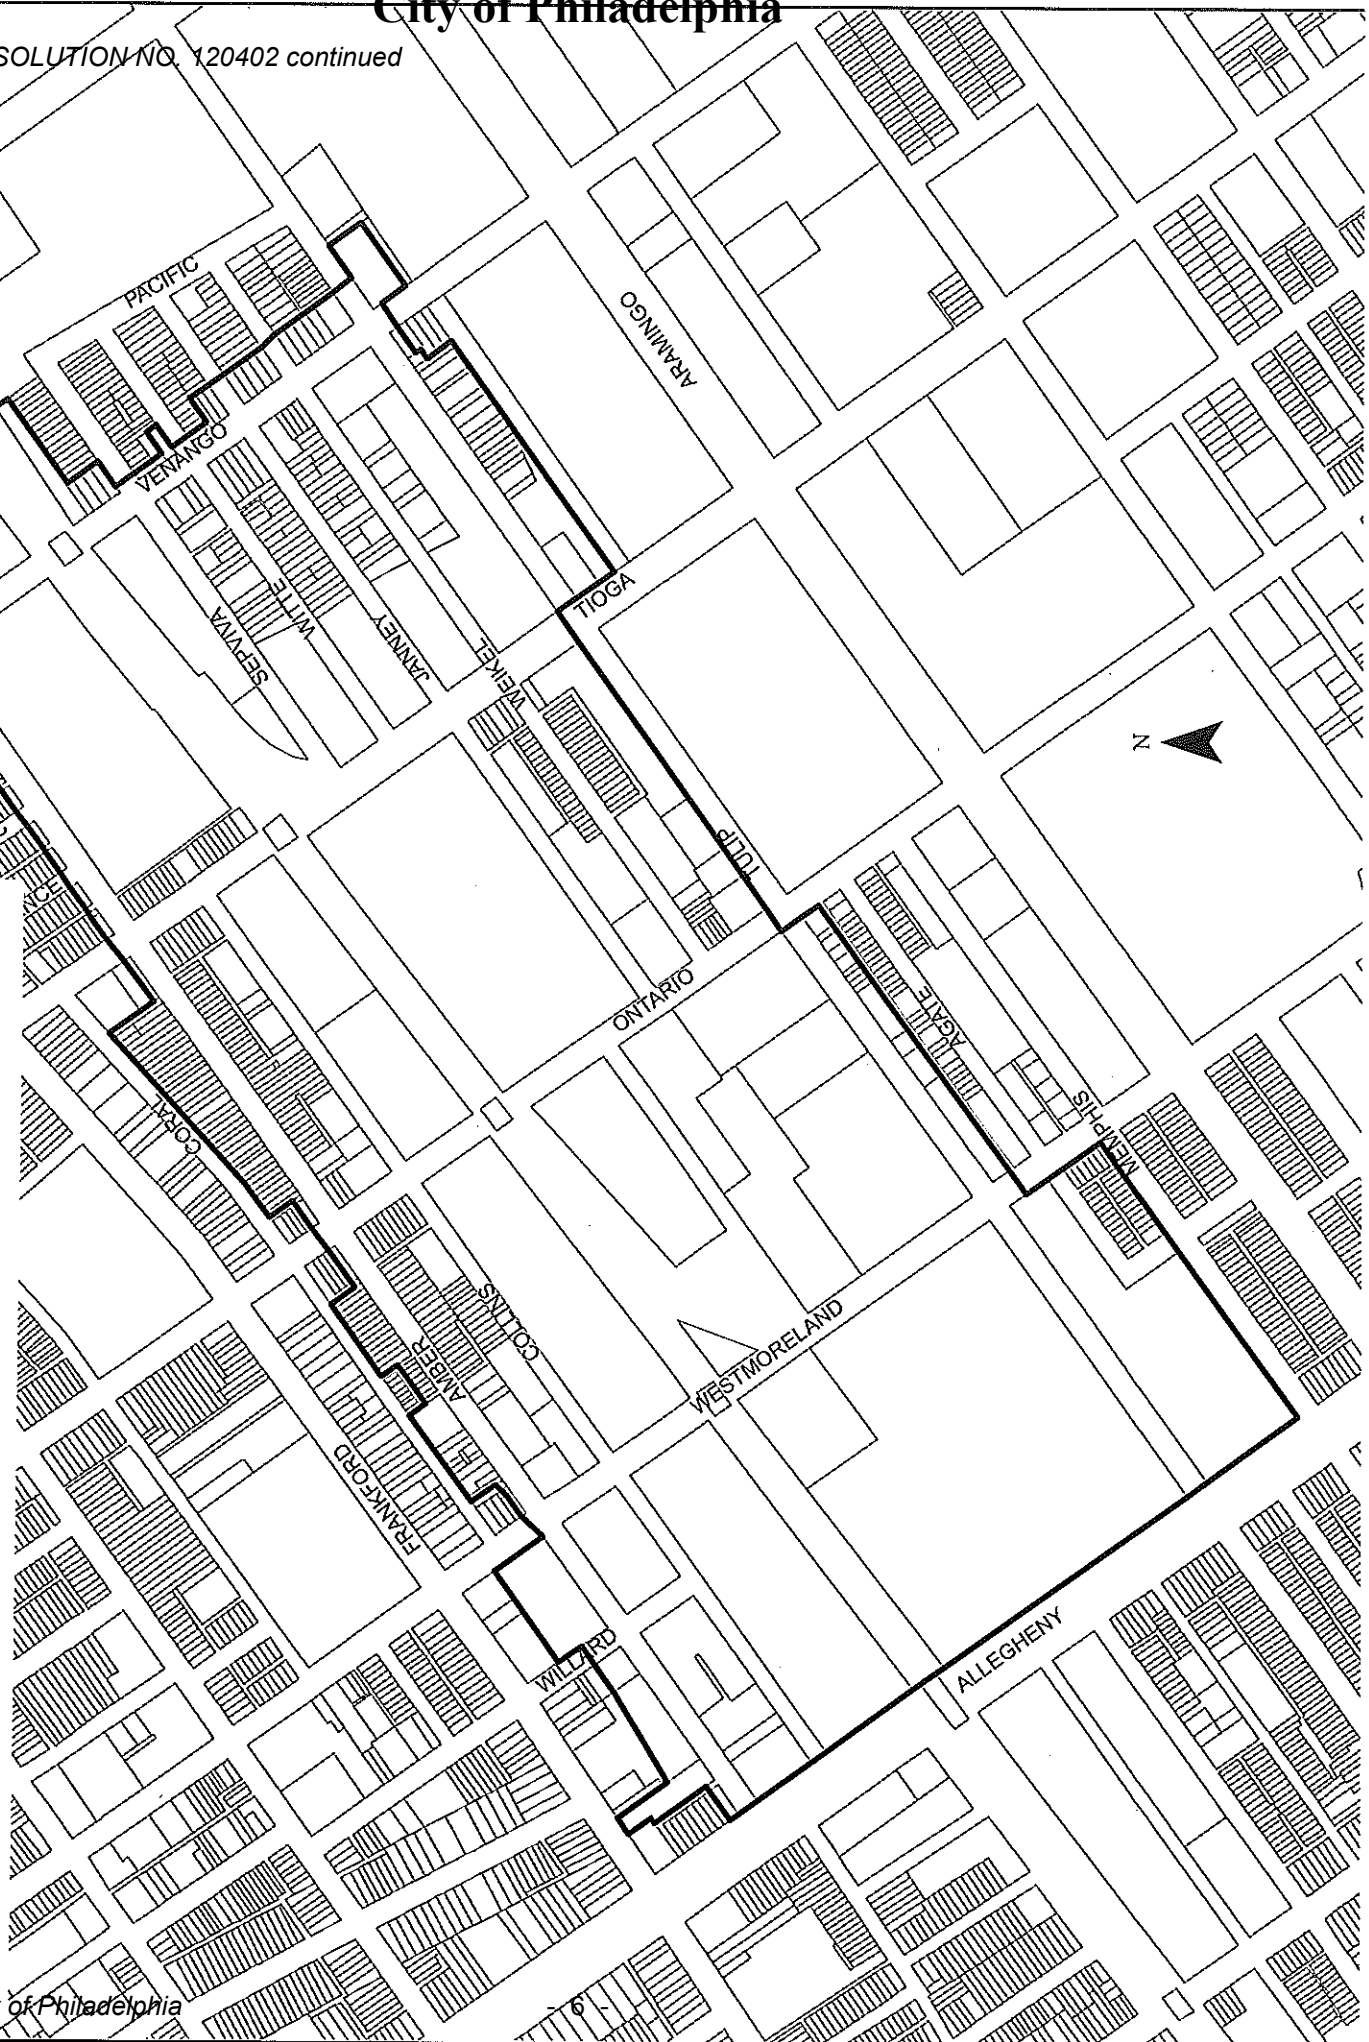 City of Philadelphia
SOLUTION NO. 120402 continued
PACIFIC
ARAMINGO
VENANGO
TIOGA
WITTE
SEPVIVA
JANNEY
WEIKEL
N
TULIP
ONTARIO
AGATE
MEMPHIS
CORAL
COLLINS
WESTMORELAND
AMBER
FRANKFORD
WILLARD
ALLEGHENY
of Philadelphia
- 6 -